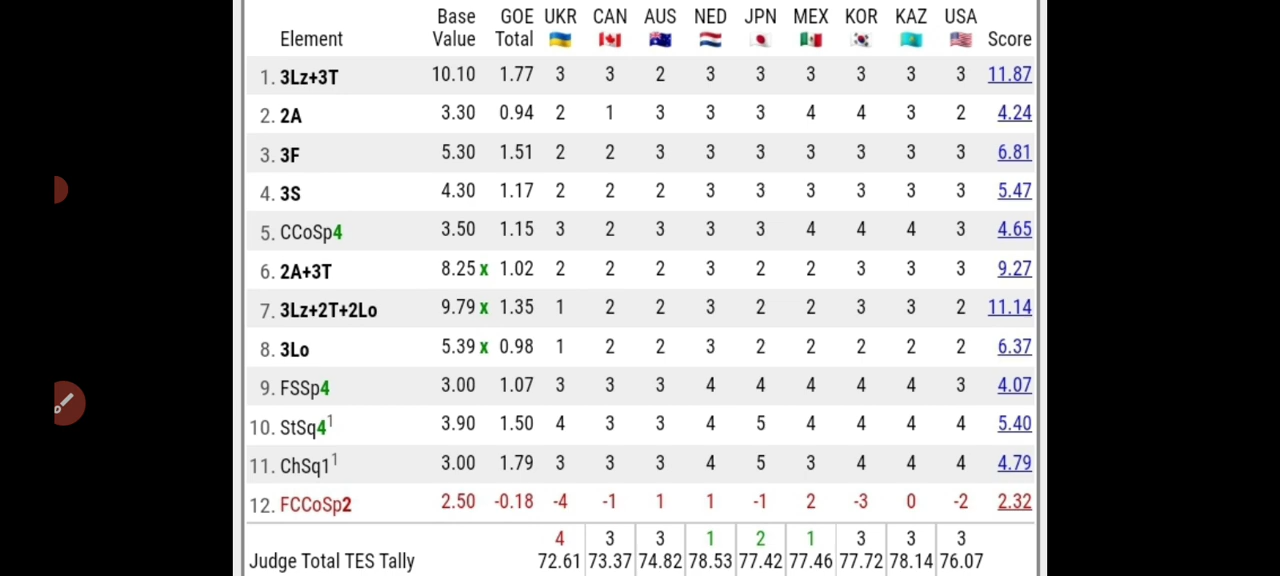 Base GOE UKR CAN AUS NED JPN MEX KOR KAZ USA
Element Value Total Score
1. 3Lz+3T 10.10 1.77 3 3 2 3 3 3 3 3 3 11.87
2. 2A 3.30 0.94 2 1 3 3 3 4 4 3 2 4.24
3. 3F 5.30 1.51 2 2 3 3 3 3 3 3 3 6.81
4. 3S 4.30 1.17 2 2 2 3 3 3 3 3 3 5.47
5. CCoSp4 3.50 1.15 3 2 3 3 3 4 4 4 3 4.65
6. 2A+3T 8.25 x 1.02 2 2 2 3 2 2 3 3 3 9.27
7. 3Lz+2T+2Lo 9.79 x 1.35 1 2 2 3 2 2 3 3 2 11.14
8. 3Lo 5.39 x 0.98 1 2 2 3 2 2 2 2 2 6.37
9. FSSp4 3.00 1.07 3 3 3 4 4 4 4 4 3 4.07
10. StSq4¹ 3.90 1.50 4 3 3 4 5 4 4 4 4 5.40
11. ChSq1¹ 3.00 1.79 3 3 3 4 5 3 4 4 4 4.79
12. FCCoSp2 2.50 -0.18 -4 -1 1 1 -1 2 -3 0 -2 2.32
4 3 3 1 2 1 3 3 3
Judge Total TES Tally 72.61 73.37 74.82 78.53 77.42 77.46 77.72 78.14 76.07